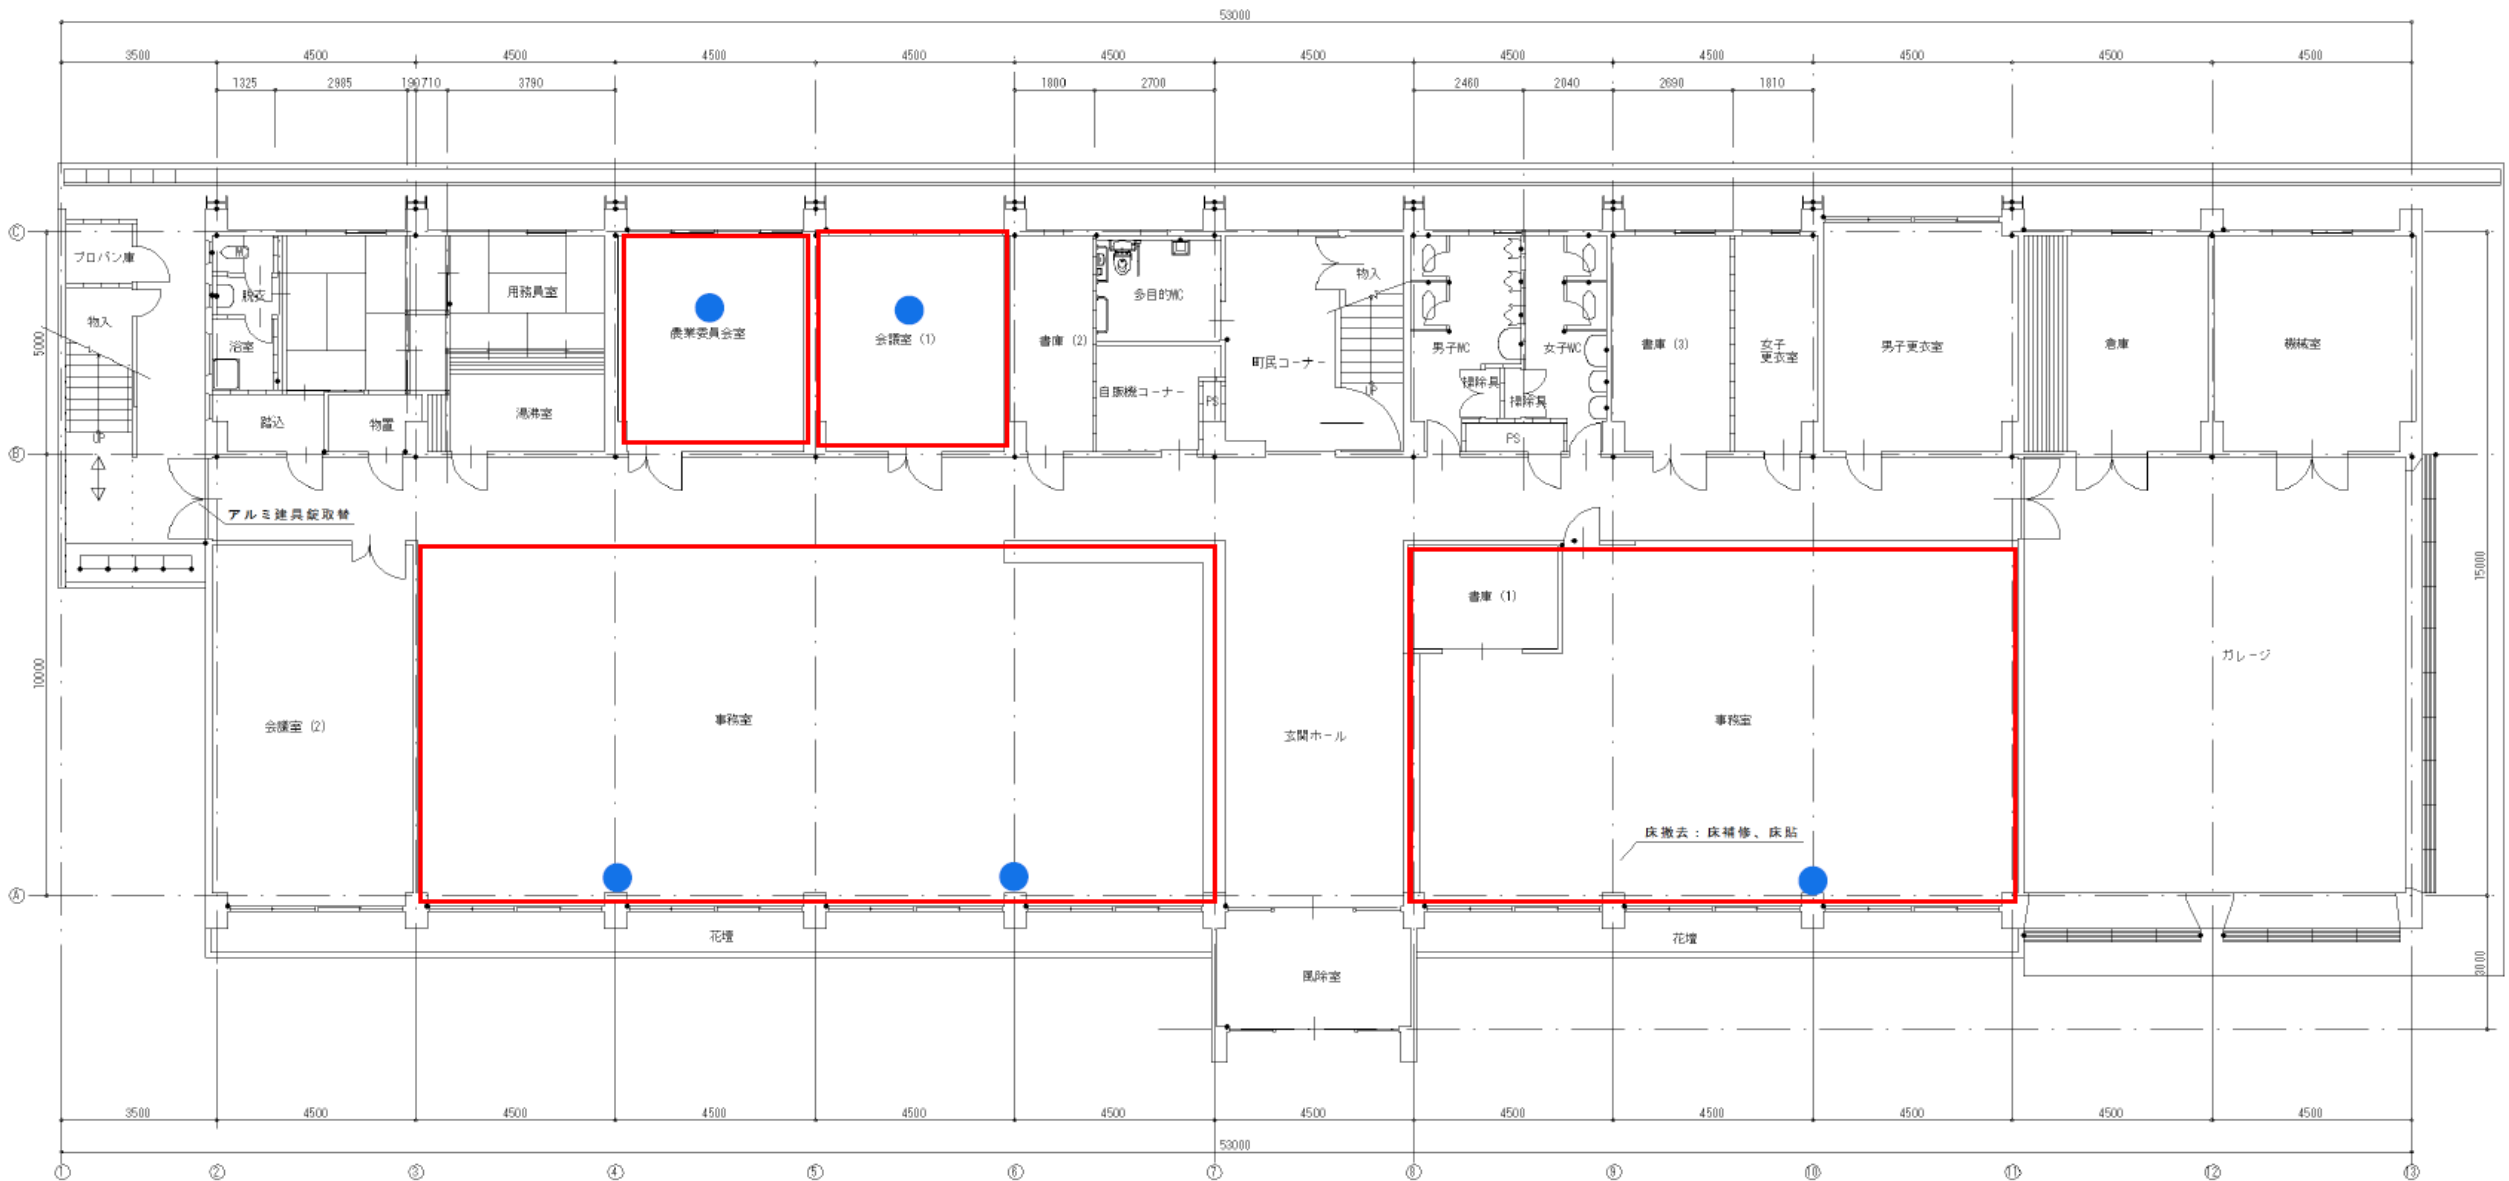 53000
3500 4500 4500 4500 4500 4500 4500 4500 4500 4500 4500 4500
1325 2985 190 710 3790 1800 2700 2460 2040 2690 1810
Ⓒ
プロパン庫
WC
物入
脱衣
用務員室
多目的WC
物入
5000
浴室
農業委員会室
会議室 (1)
書庫 (2)
町民コーナー
男子WC
女子WC
書庫 (3)
女子
更衣室
男子更衣室
倉庫
機械室
自販機コーナー
PS
UP
掃除具
掃除具
踏込
物置
湯沸室
UP
PS
Ⓑ
アルミ建具錠取替
15000
書庫 (1)
10000
会議室 (2)
事務室
玄関ホール
事務室
ガレージ
床撤去:床補修、床貼
Ⓐ
花壇
花壇
風除室
3000
3500 4500 4500 4500 4500 4500 4500 4500 4500 4500 4500 4500
53000
① ② ③ ④ ⑤ ⑥ ⑦ ⑧ ⑨ ⑩ ⑪ ⑫ ⑬